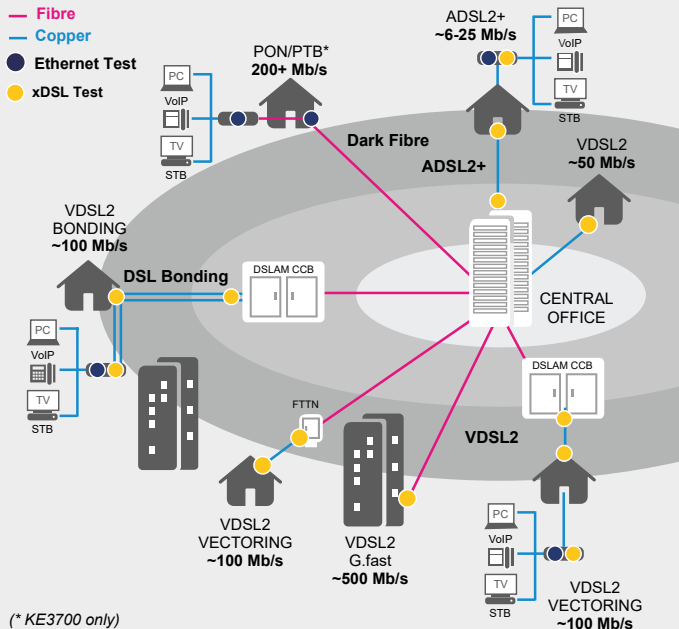 Fibre
Copper
Ethernet Test
xDSL Test
PON/PTB*
200+ Mb/s
PC
VoIP
TV
STB
ADSL2+
~6-25 Mb/s
PC
VoIP
TV
STB
Dark Fibre
ADSL2+
VDSL2
~50 Mb/s
VDSL2
BONDING
~100 Mb/s
DSL Bonding
DSLAM CCB
CENTRAL
OFFICE
PC
VoIP
TV
STB
DSLAM CCB
FTTN
VDSL2
VDSL2
VECTORING
~100 Mb/s
VDSL2
G.fast
~500 Mb/s
PC
VoIP
TV
STB
VDSL2
VECTORING
~100 Mb/s
(* KE3700 only)